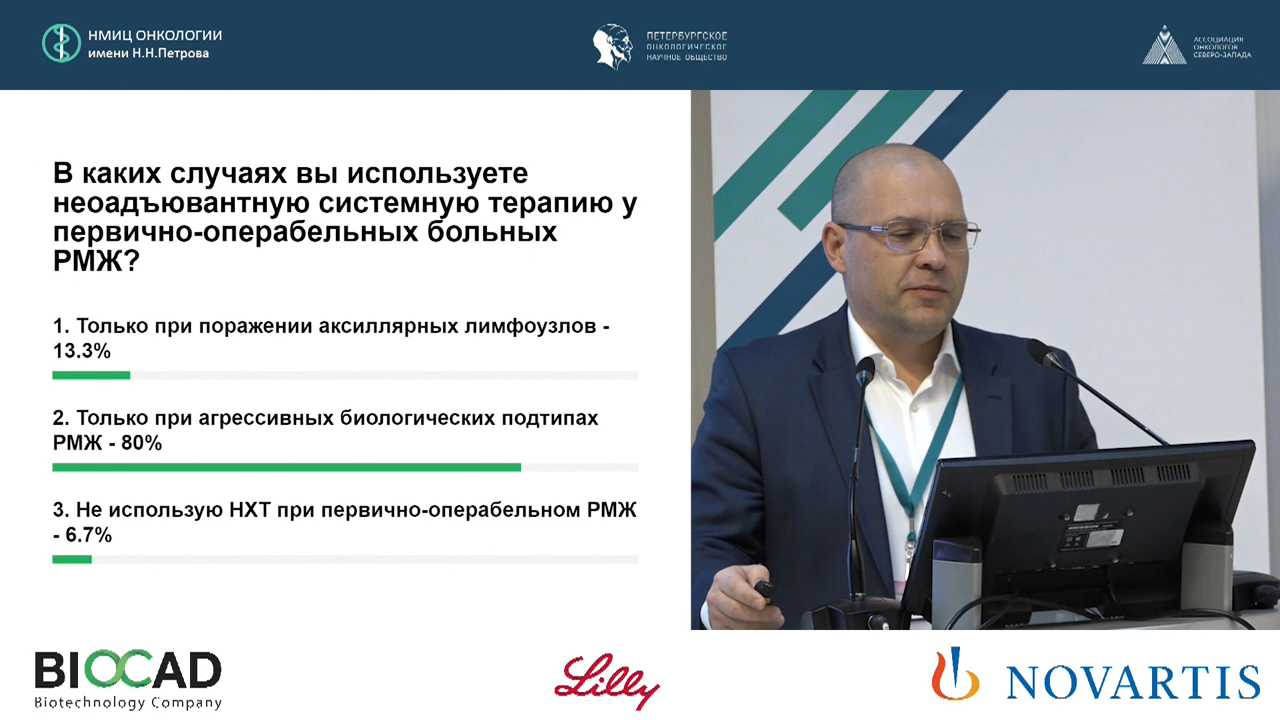 НМИЦ ОНКОЛОГИИ
имени Н.Н.Петрова
ПЕТЕРБУРГСКОЕ
ОНКОЛОГИЧЕСКОЕ
НАУЧНОЕ ОБЩЕСТВО
АССОЦИАЦИЯ
ОНКОЛОГОВ
СЕВЕРО-ЗАПАДА
В каких случаях вы используете
неоадъювантную системную терапию у
первично-операбельных больных
РМЖ?
1. Только при поражении аксиллярных лимфоузлов -
13.3%
2. Только при агрессивных биологических подтипах
РМЖ - 80%
3. Не использую НХТ при первично-операбельном РМЖ
- 6.7%
BIOCAD
Biotechnology Company
Lilly
NOVARTIS